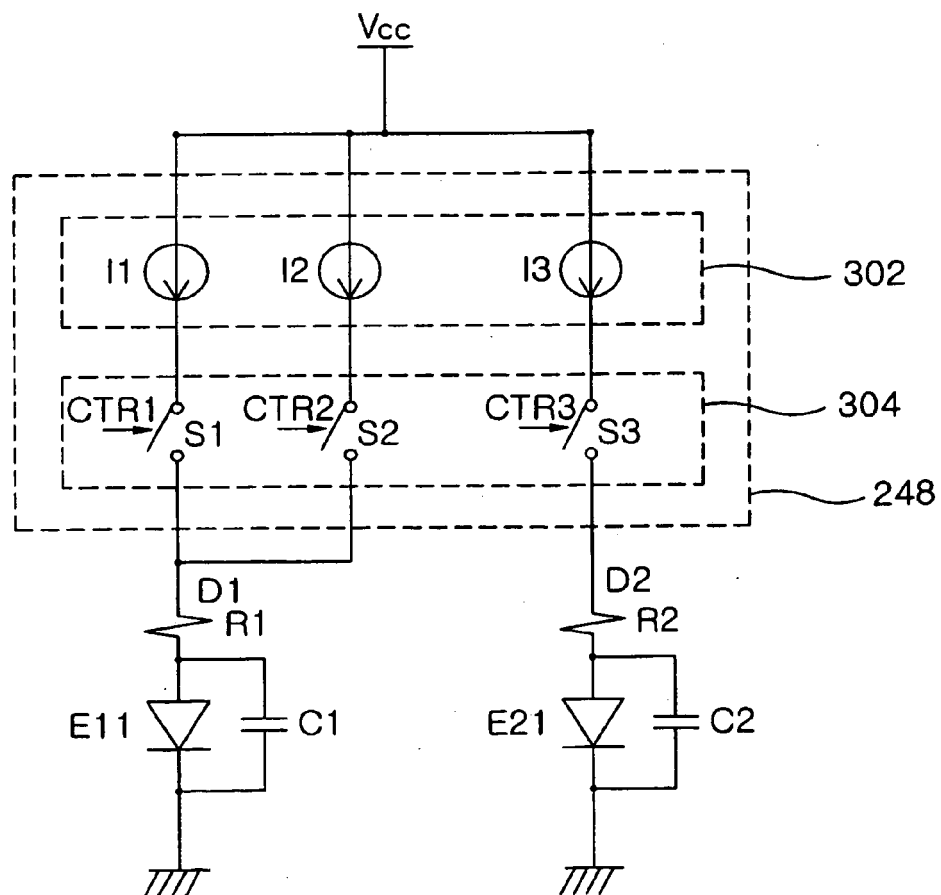 Vcc
I1
I2
I3
302
CTR1
S1
CTR2
S2
CTR3
S3
304
248
D1
R1
D2
R2
E11
C1
E21
C2